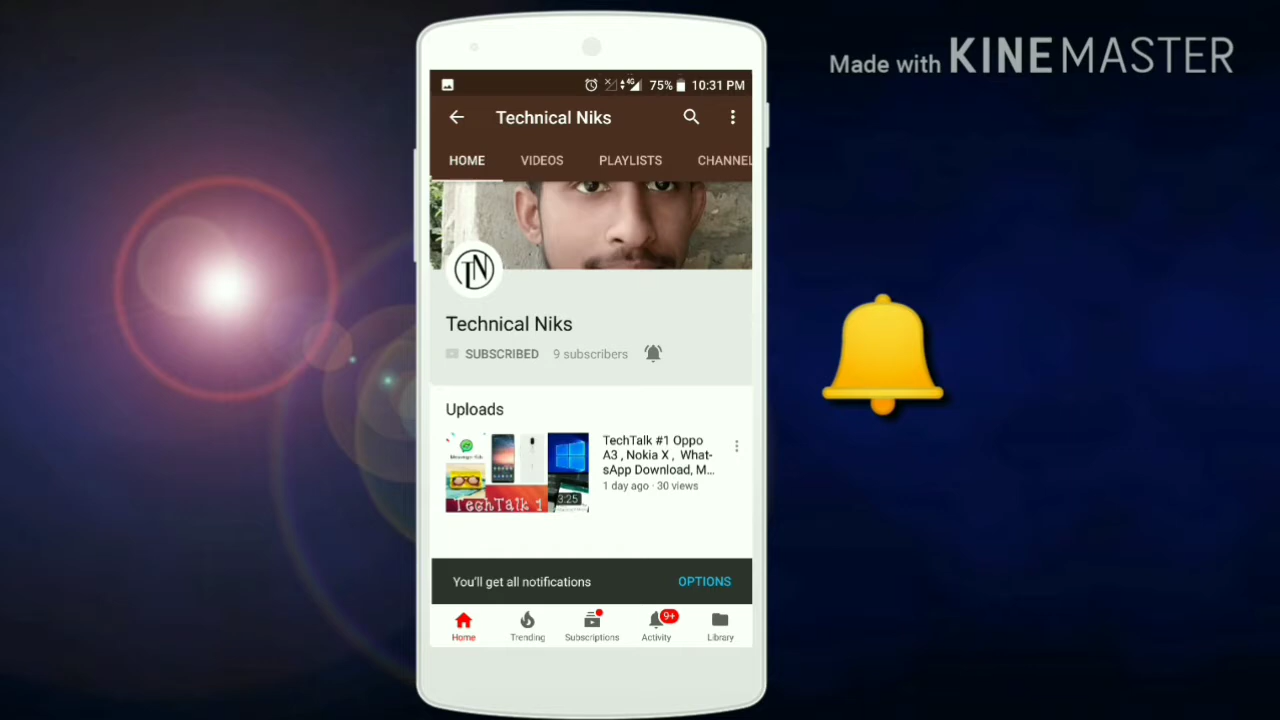 Made with KINEMASTER
75% 10:31 PM
Technical Niks
HOME VIDEOS PLAYLISTS CHANNEL
TN
Technical Niks
SUBSCRIBED 9 subscribers
Uploads
TechTalk #1 Oppo
A3 , Nokia X , What-
sApp Download, M...
1 day ago · 30 views
3:25
TechTalk 1
You'll get all notifications OPTIONS
9+
Home Trending Subscriptions Activity Library